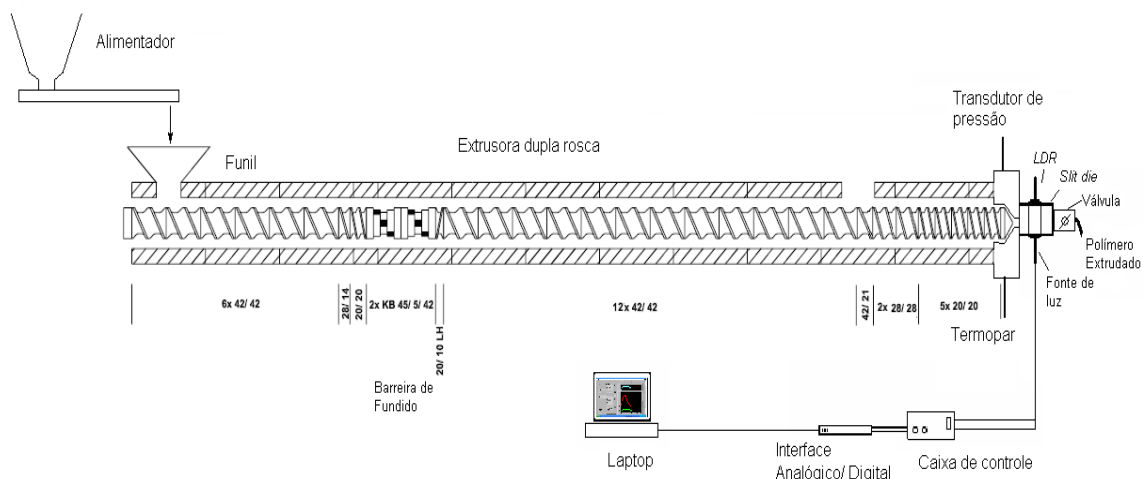 Alimentador
Funil
Extrusora dupla rosca
Transdutor de
pressão
LDR
Slit die
Válvula
Polímero
Extrudado
Fonte de
luz
Termopar
6x 42/ 42
28/ 14
20/ 20
2x KB 45/ 5/ 42
20/ 10 LH
12x 42/ 42
42/ 21
2x 28/ 28
5x 20/ 20
Barreira de
Fundido
Laptop
Interface
Analógico/ Digital
Caixa de controle